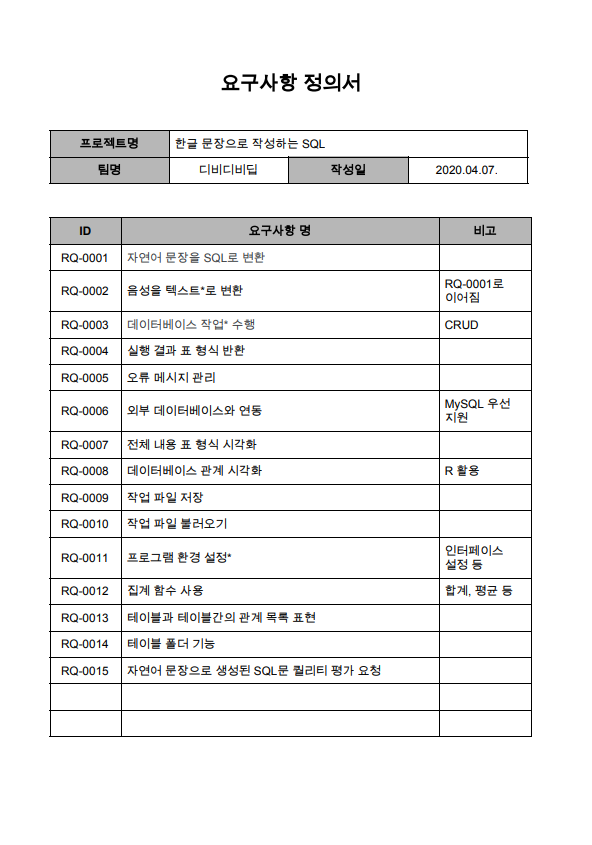 요구사항 정의서
프로젝트명 한글 문장으로 작성하는 SQL
팀명 디비디비딥 작성일 2020.04.07.
ID 요구사항 명 비고
RQ-0001 자연어 문장을 SQL로 변환
RQ-0002 음성을 텍스트*로 변환 RQ-0001로
이어짐
RQ-0003 데이터베이스 작업* 수행 CRUD
RQ-0004 실행 결과 표 형식 반환
RQ-0005 오류 메시지 관리
RQ-0006 외부 데이터베이스와 연동 MySQL 우선
지원
RQ-0007 전체 내용 표 형식 시각화
RQ-0008 데이터베이스 관계 시각화 R 활용
RQ-0009 작업 파일 저장
RQ-0010 작업 파일 불러오기
RQ-0011 프로그램 환경 설정* 인터페이스
설정 등
RQ-0012 집계 함수 사용 합계, 평균 등
RQ-0013 테이블과 테이블간의 관계 목록 표현
RQ-0014 테이블 폴더 기능
RQ-0015 자연어 문장으로 생성된 SQL문 퀄리티 평가 요청